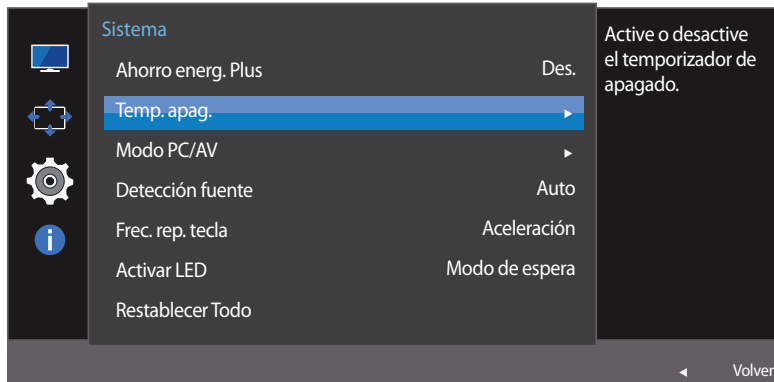 Sistema
Ahorro energ. Plus Des.
Temp. apag.
Modo PC/AV
Detección fuente Auto
Frec. rep. tecla Aceleración
Activar LED Modo de espera
Restablecer Todo
Active o desactive
el temporizador de
apagado.
Volver